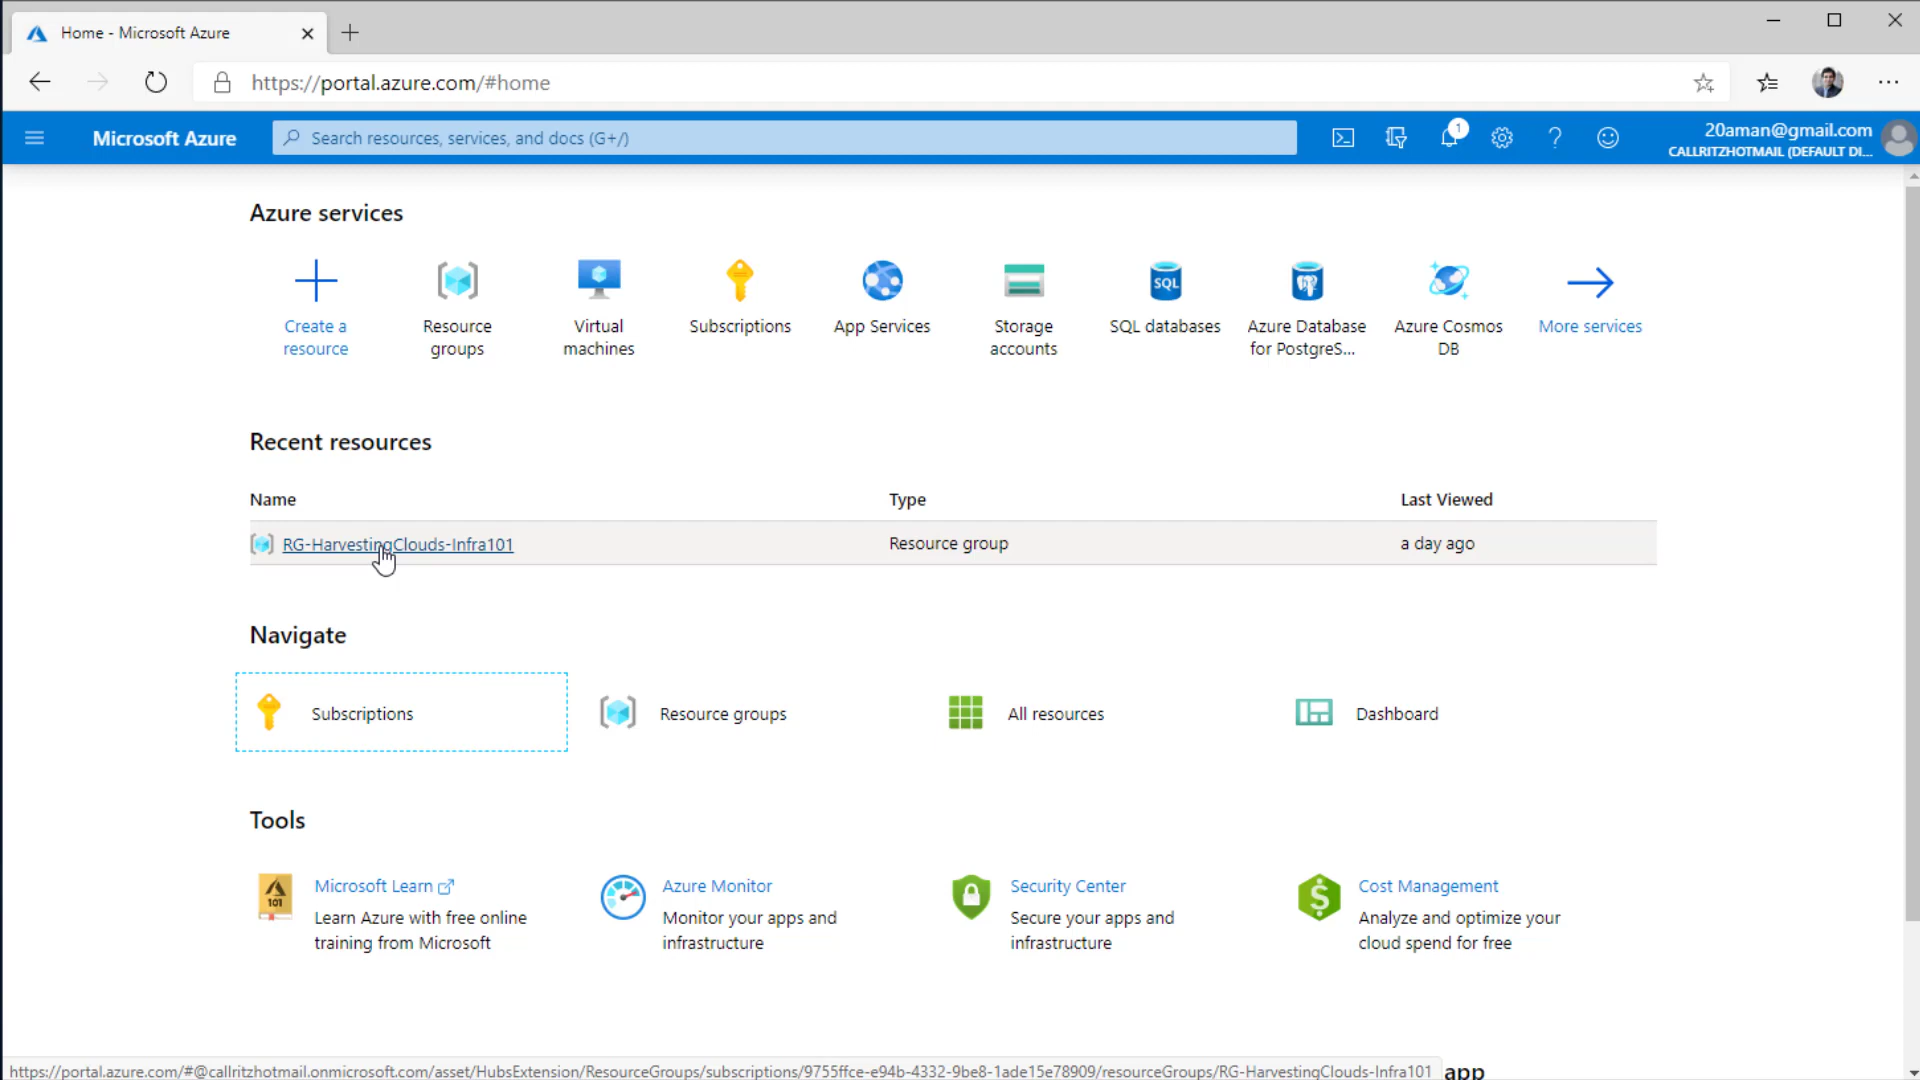 Home - Microsoft Azure
https://portal.azure.com/#home
Microsoft Azure
Search resources, services, and docs (G+/)
1
20aman@gmail.com
CALLRITZHOTMAIL (DEFAULT DI...
Azure services
Create a
resource
Resource
groups
Virtual
machines
Subscriptions
App Services
Storage
accounts
SQL
SQL databases
Azure Database
for PostgreS...
Azure Cosmos
DB
More services
Recent resources
Name Type Last Viewed
RG-HarvestingClouds-Infra101 Resource group a day ago
Navigate
Subscriptions
Resource groups
All resources
Dashboard
Tools
101
Microsoft Learn
Learn Azure with free online
training from Microsoft
Azure Monitor
Monitor your apps and
infrastructure
Security Center
Secure your apps and
infrastructure
$
Cost Management
Analyze and optimize your
cloud spend for free
https://portal.azure.com/#@callritzhotmail.onmicrosoft.com/asset/HubsExtension/ResourceGroups/subscriptions/9755ffce-e94b-4332-9be8-1ade15e78909/resourceGroups/RG-HarvestingClouds-Infra101
app